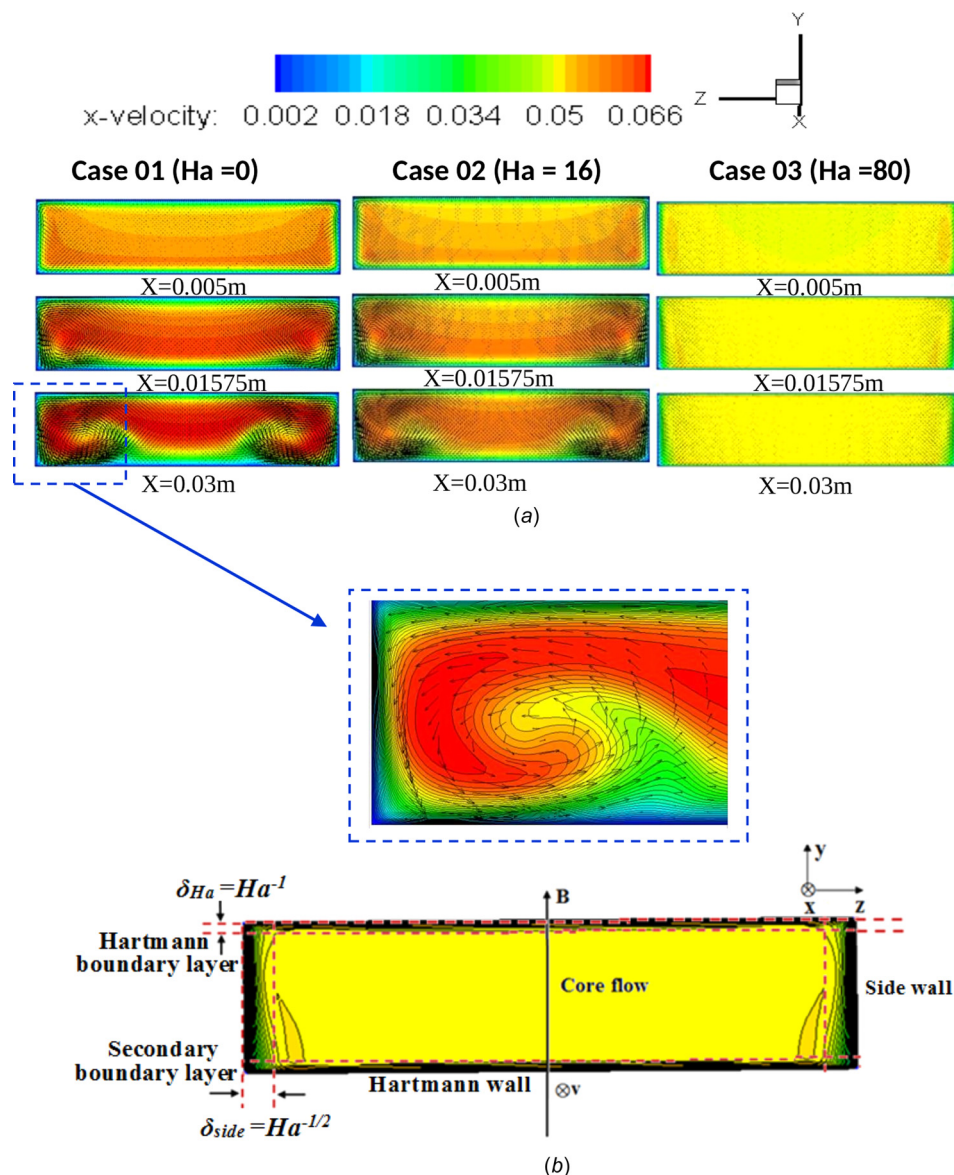 Y
Z
X
x-velocity: 0.002 0.018 0.034 0.05 0.066
Case 01 (Ha =0) Case 02 (Ha = 16) Case 03 (Ha =80)
X=0.005m X=0.005m X=0.005m
X=0.01575m X=0.01575m X=0.01575m
X=0.03m X=0.03m X=0.03m
(a)
δHa =Ha-1
B
y
x z
Hartmann
boundary layer
Core flow
Side wall
Secondary
boundary layer
Hartmann wall
v
δside =Ha-1/2
(b)